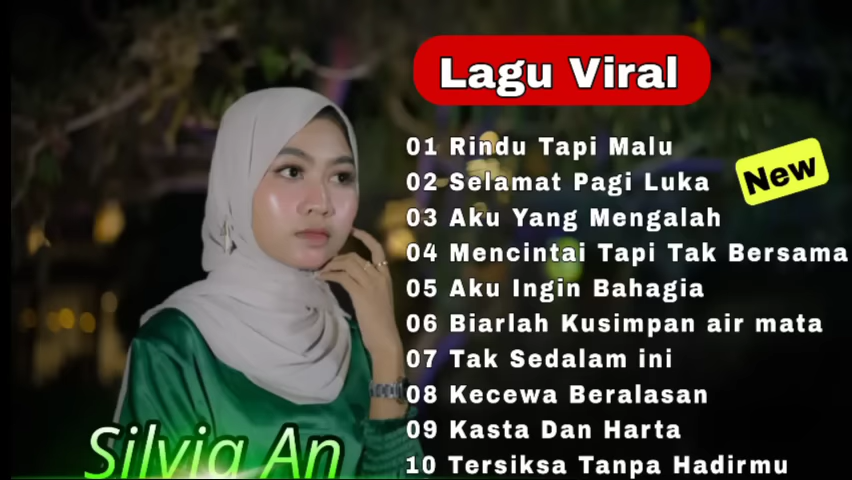 Lagu Viral
01 Rindu Tapi Malu
02 Selamat Pagi Luka
New
03 Aku Yang Mengalah
04 Mencintai Tapi Tak Bersama
05 Aku Ingin Bahagia
06 Biarlah Kusimpan air mata
07 Tak Sedalam ini
08 Kecewa Beralasan
09 Kasta Dan Harta
10 Tersiksa Tanpa Hadirmu
Silvia An